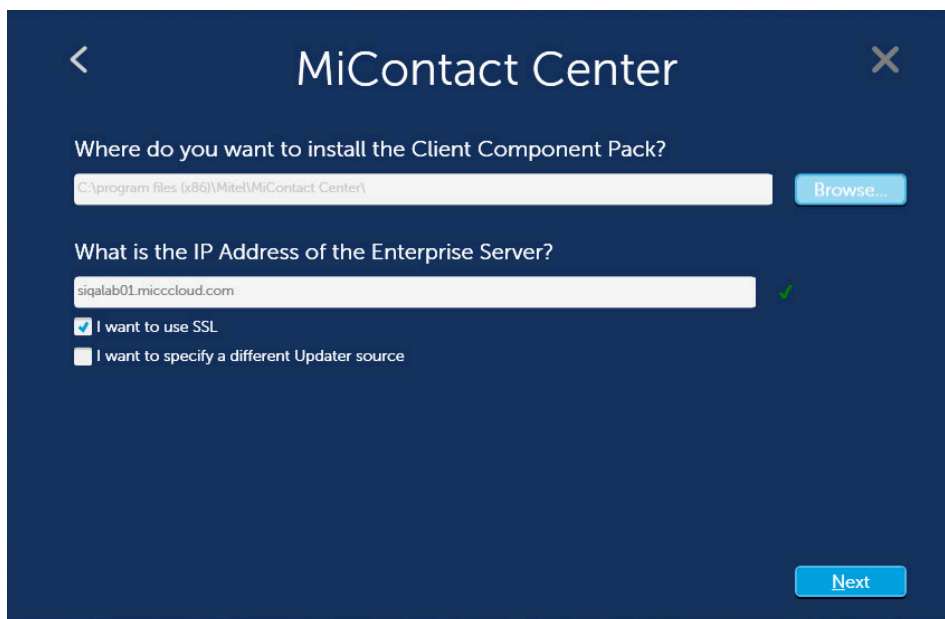 MiContact Center
Where do you want to install the Client Component Pack?
C:\program files (x86)\Mitel\MiContact Center\
Browse...
What is the IP Address of the Enterprise Server?
siqalab01.micccloud.com
I want to use SSL
I want to specify a different Updater source
Next